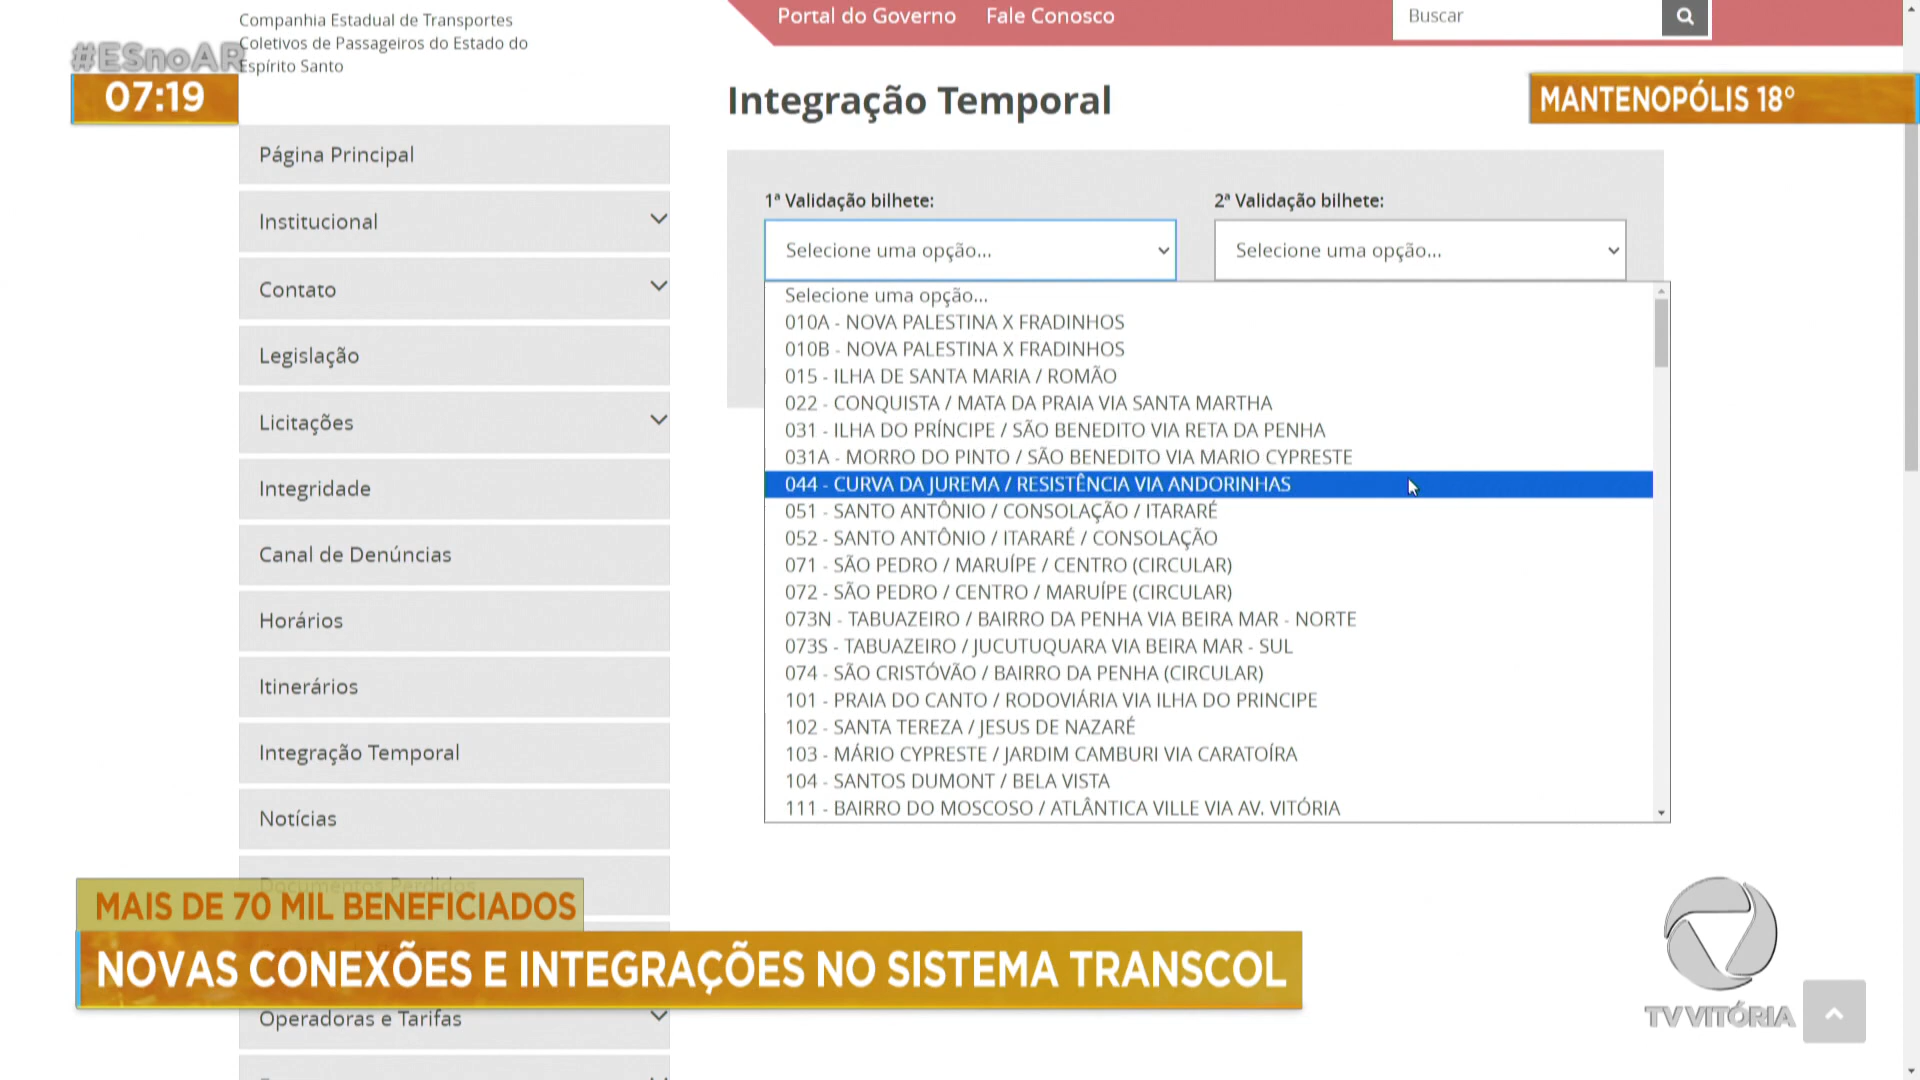 Companhia Estadual de Transportes
Coletivos de Passageiros do Estado do
Espírito Santo
#ESnoAR
07:19
Portal do Governo
Fale Conosco
Buscar
MANTENOPÓLIS 18°
Integração Temporal
Página Principal
Institucional
Contato
Legislação
Licitações
Integridade
Canal de Denúncias
Horários
Itinerários
Integração Temporal
Notícias
Documentos Perdidos
Operadoras e Tarifas
1ª Validação bilhete:
2ª Validação bilhete:
Selecione uma opção...
Selecione uma opção...
Selecione uma opção...
010A - NOVA PALESTINA X FRADINHOS
010B - NOVA PALESTINA X FRADINHOS
015 - ILHA DE SANTA MARIA / ROMÃO
022 - CONQUISTA / MATA DA PRAIA VIA SANTA MARTHA
031 - ILHA DO PRÍNCIPE / SÃO BENEDITO VIA RETA DA PENHA
031A - MORRO DO PINTO / SÃO BENEDITO VIA MARIO CYPRESTE
044 - CURVA DA JUREMA / RESISTÊNCIA VIA ANDORINHAS
051 - SANTO ANTÔNIO / CONSOLAÇÃO / ITARARÉ
052 - SANTO ANTÔNIO / ITARARÉ / CONSOLAÇÃO
071 - SÃO PEDRO / MARUÍPE / CENTRO (CIRCULAR)
072 - SÃO PEDRO / CENTRO / MARUÍPE (CIRCULAR)
073N - TABUAZEIRO / BAIRRO DA PENHA VIA BEIRA MAR - NORTE
073S - TABUAZEIRO / JUCUTUQUARA VIA BEIRA MAR - SUL
074 - SÃO CRISTÓVÃO / BAIRRO DA PENHA (CIRCULAR)
101 - PRAIA DO CANTO / RODOVIÁRIA VIA ILHA DO PRINCIPE
102 - SANTA TEREZA / JESUS DE NAZARÉ
103 - MÁRIO CYPRESTE / JARDIM CAMBURI VIA CARATOÍRA
104 - SANTOS DUMONT / BELA VISTA
111 - BAIRRO DO MOSCOSO / ATLÂNTICA VILLE VIA AV. VITÓRIA
MAIS DE 70 MIL BENEFICIADOS
NOVAS CONEXÕES E INTEGRAÇÕES NO SISTEMA TRANSCOL
TV VITÓRIA